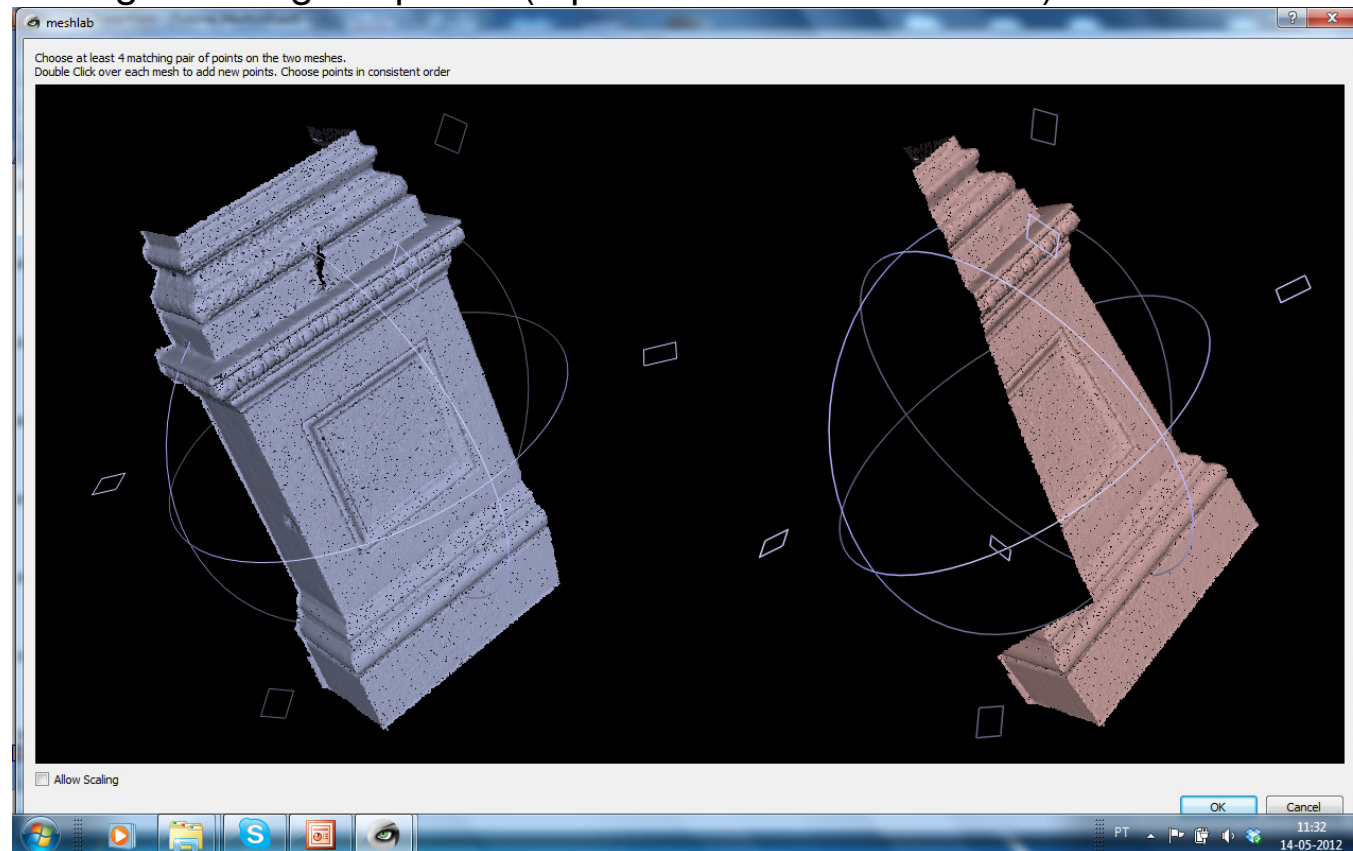 meshlab
Choose at least 4 matching pair of points on the two meshes.
Double Click over each mesh to add new points. Choose points in consistent order
Allow Scaling
OK Cancel
PT 11:32
14-05-2012